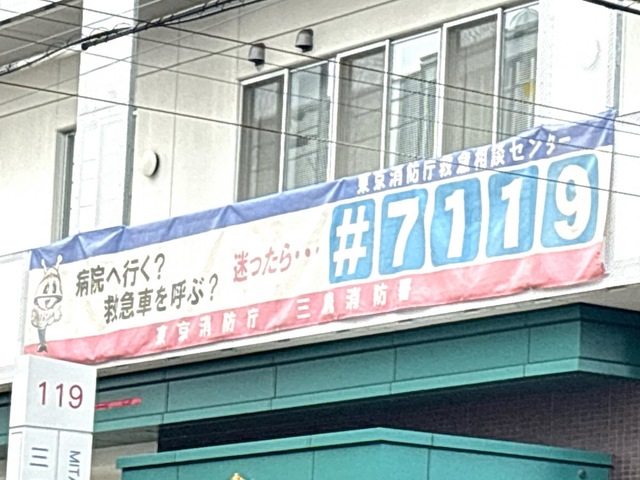 東京消防庁救急相談センター
#7119
病院へ行く?
救急車を呼ぶ?
迷ったら・・・
東京消防庁 三鷹消防署
119
三
MITA